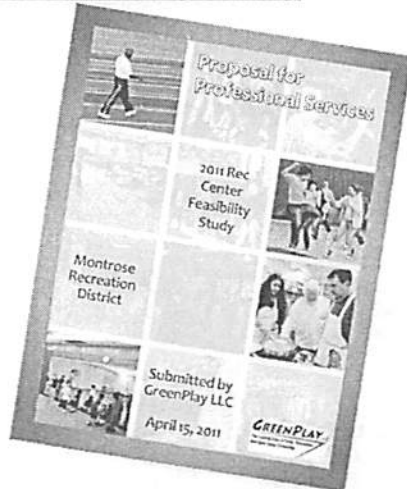 Proposal for
Professional Services
2011 Rec
Center
Feasibility
Study
Montrose
Recreation
District
Submitted by
GreenPlay LLC
April 15, 2011
GREENPLAY